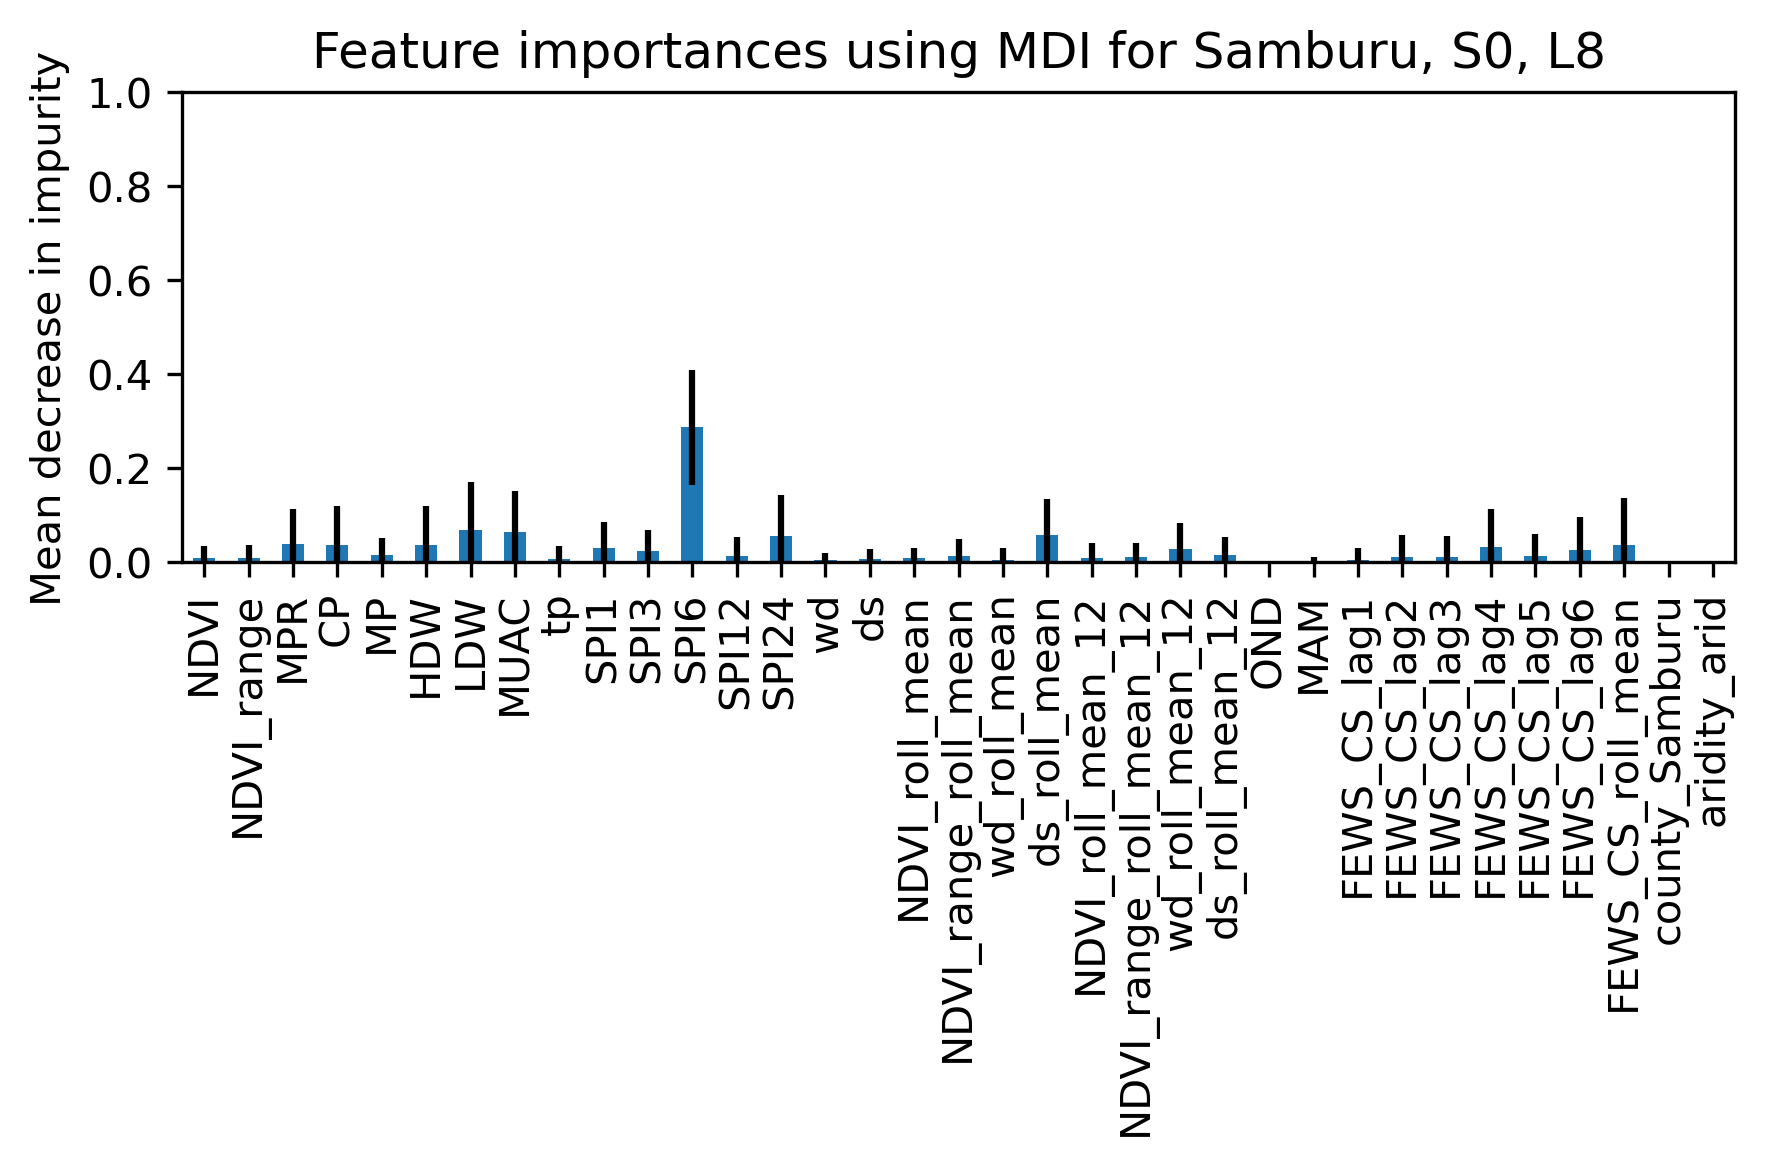 Feature importances using MDI for Samburu, S0, L8
Mean decrease in impurity
1.0
0.8
0.6
0.4
0.2
0.0
NDVI
NDVI_range
MPR
CP
MP
HDW
LDW
MUAC
tp
SPI1
SPI3
SPI6
SPI12
SPI24
wd
ds
NDVI_roll_mean
NDVI_range_roll_mean
wd_roll_mean
ds_roll_mean
NDVI_roll_mean_12
NDVI_range_roll_mean_12
wd_roll_mean_12
ds_roll_mean_12
OND
MAM
FEWS_CS_lag1
FEWS_CS_lag2
FEWS_CS_lag3
FEWS_CS_lag4
FEWS_CS_lag5
FEWS_CS_lag6
FEWS_CS_roll_mean
county_Samburu
aridity_arid